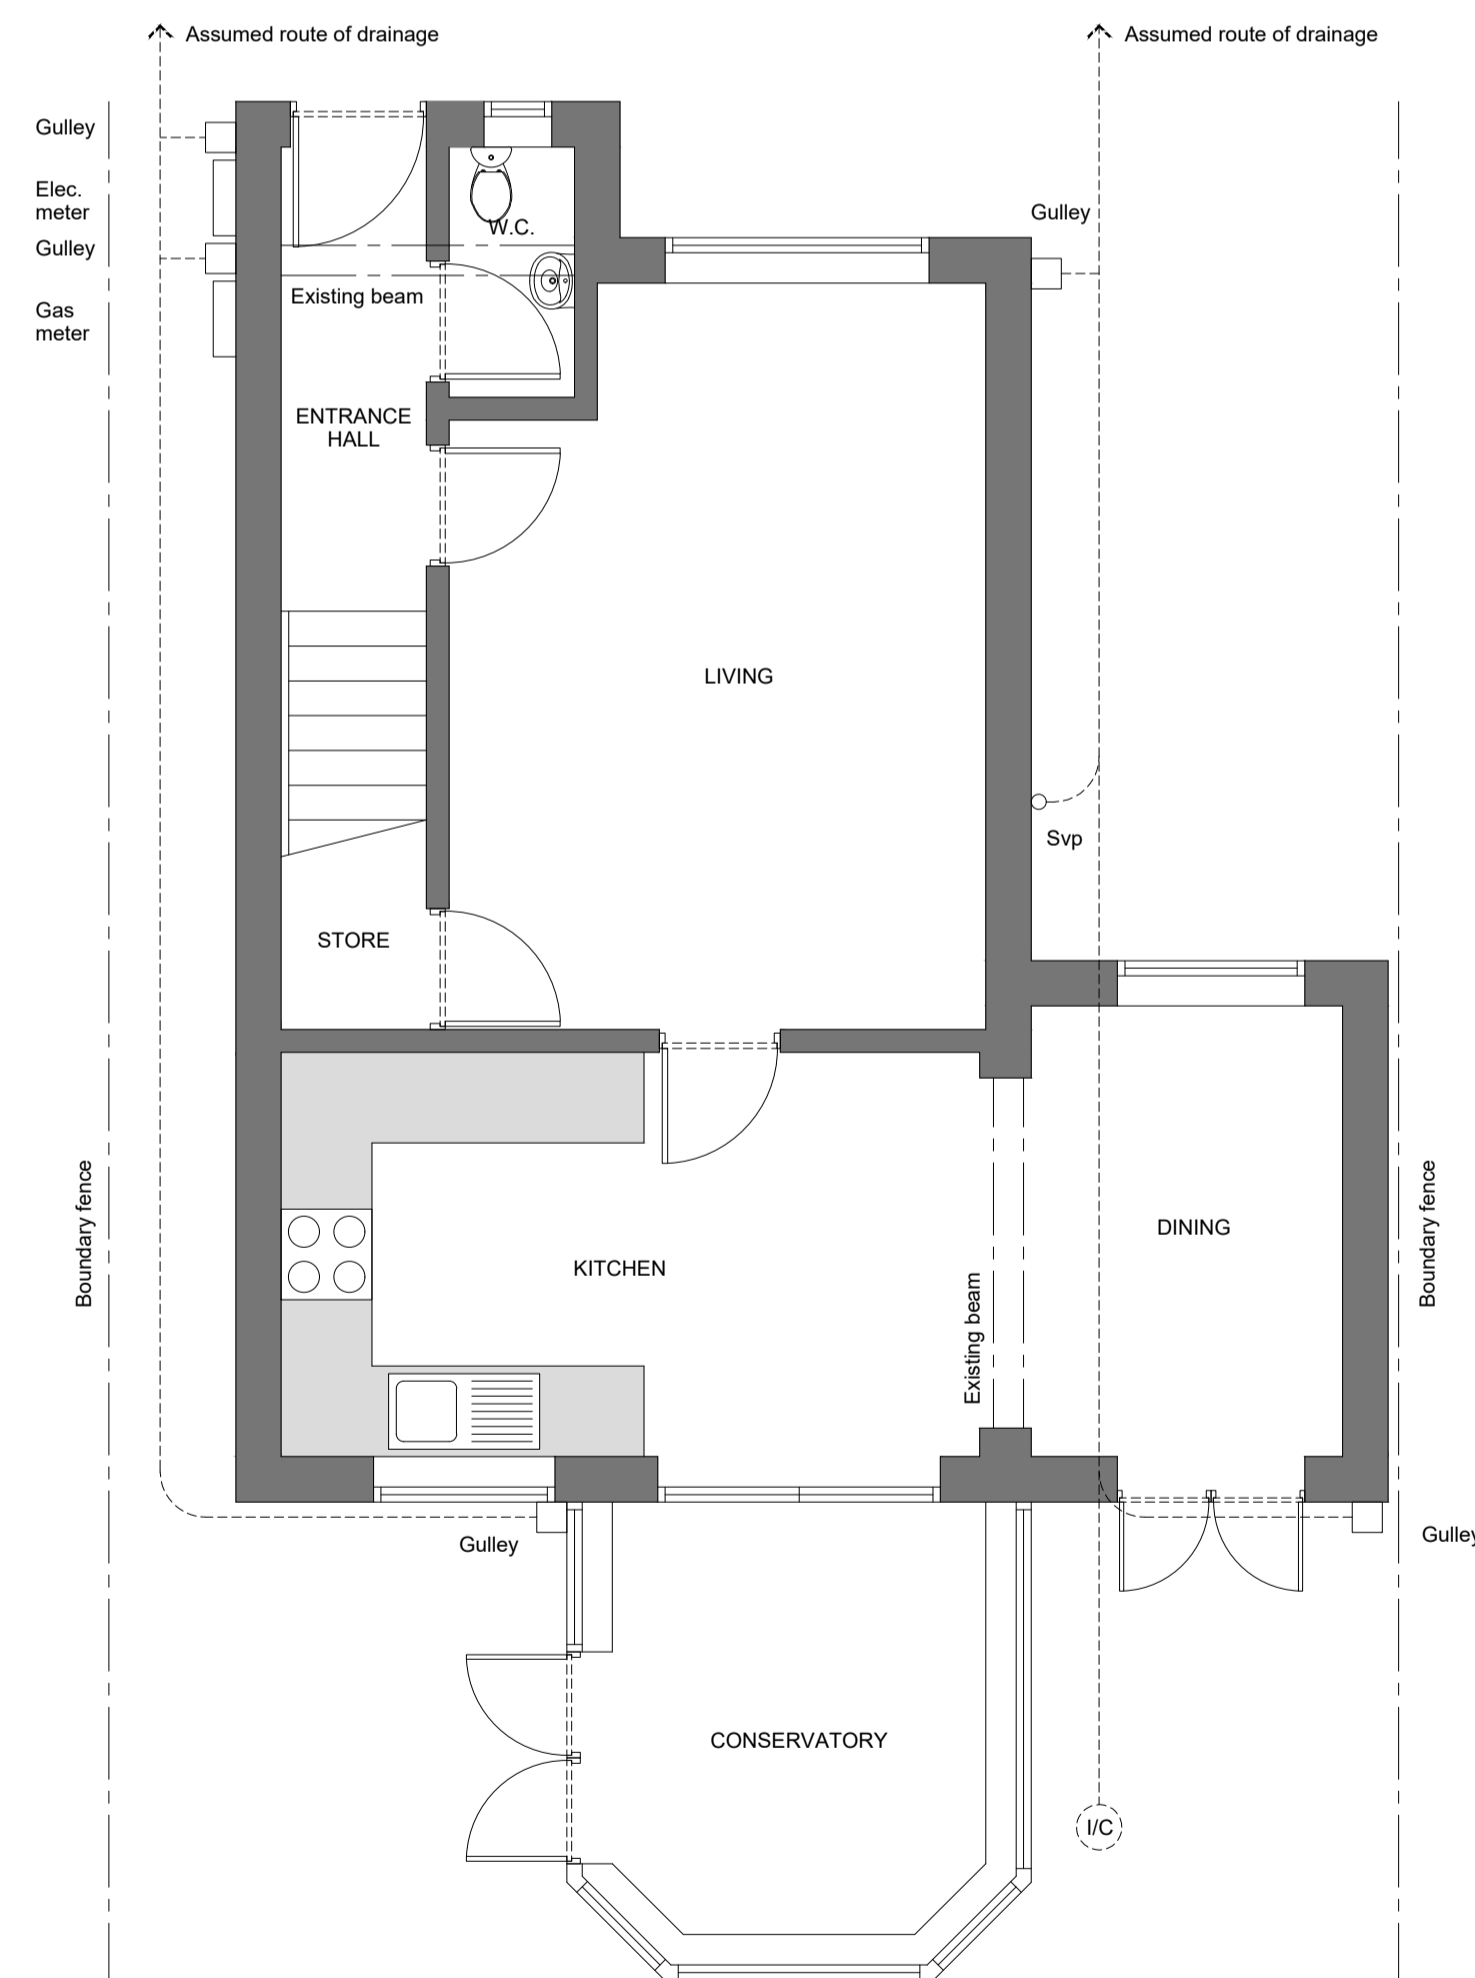 Assumed route of drainage
Assumed route of drainage
Gulley
Elec.
meter
Gulley
Gas
meter
Gulley
W.C.
Existing beam
ENTRANCE
HALL
LIVING
Svp
STORE
Boundary fence
DINING
Boundary fence
KITCHEN
Existing beam
Gulley
Gulley
CONSERVATORY
I/C